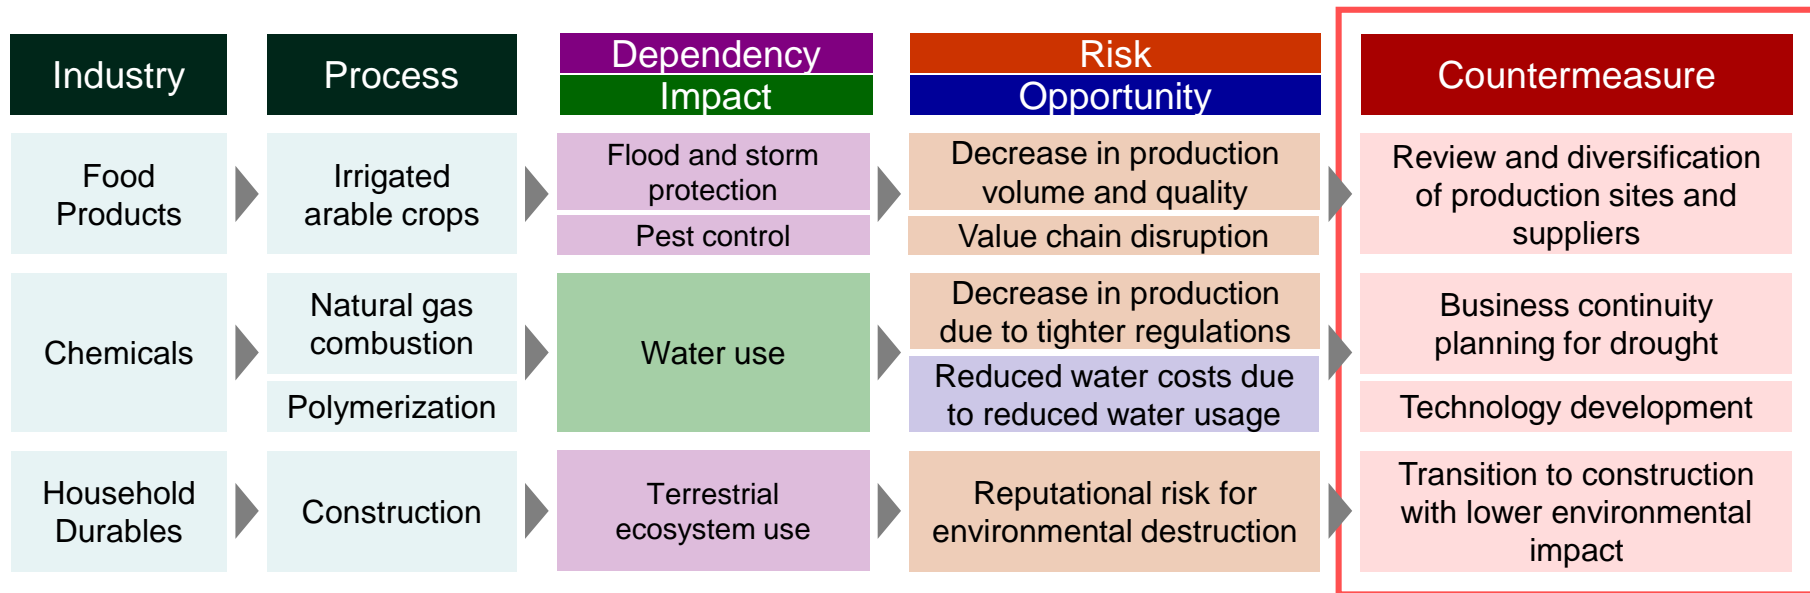 Industry
Process
Dependency
Impact
Risk
Opportunity
Countermeasure
Food
Products
Irrigated
arable crops
Flood and storm
protection
Pest control
Decrease in production
volume and quality
Value chain disruption
Review and diversification
of production sites and
suppliers
Chemicals
Natural gas
combustion
Polymerization
Water use
Decrease in production
due to tighter regulations
Reduced water costs due
to reduced water usage
Business continuity
planning for drought
Technology development
Household
Durables
Construction
Terrestrial
ecosystem use
Reputational risk for
environmental destruction
Transition to construction
with lower environmental
impact